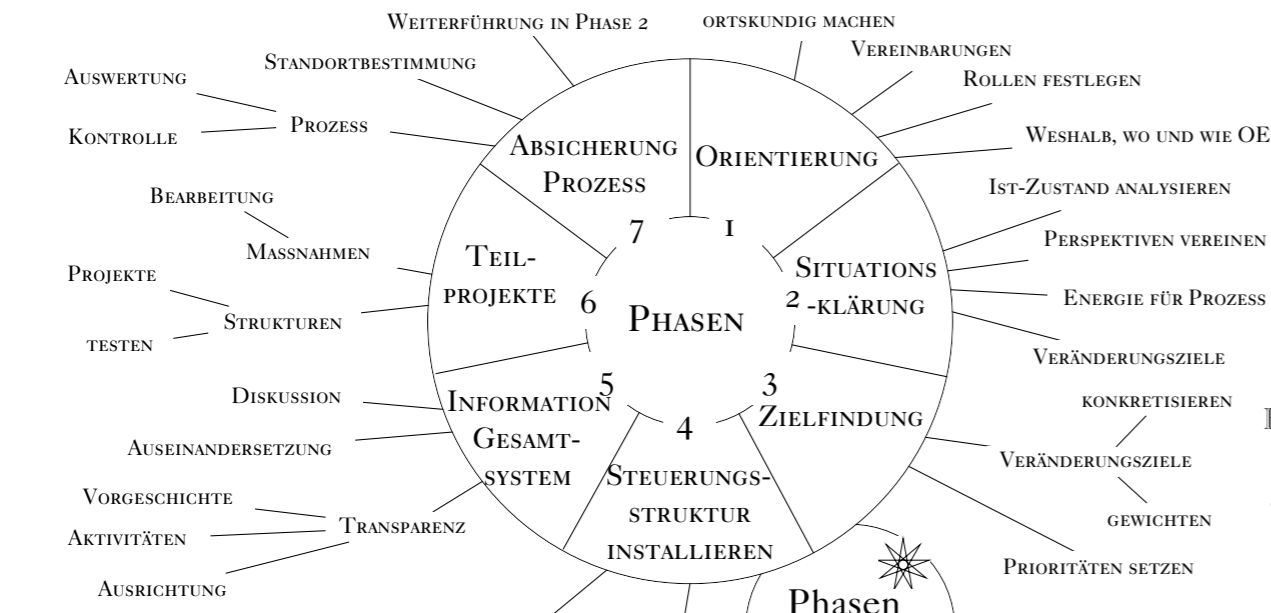 Weiterführung in Phase 2
ortskundig machen
Vereinbarungen
Rollen festlegen
Weshalb, wo und wie OE
Standortbestimmung
Auswertung
Kontrolle
Prozess
Absicherung
Prozess
Orientierung
7
1
Ist-Zustand analysieren
Perspektiven vereinen
Energie für Prozess
Veränderungsziele
Situations
-klärung
2
Phasen
Bearbeitung
Massnahmen
Projekte
Strukturen
testen
Teil-
projekte
6
3
Zielfindung
konkretisieren
Veränderungsziele
gewichten
Prioritäten setzen
5
Information
Gesamt-
system
Diskussion
Auseinandersetzung
Vorgeschichte
Aktivitäten
Transparenz
Ausrichtung
4
Steuerungs-
struktur
installieren
Phasen